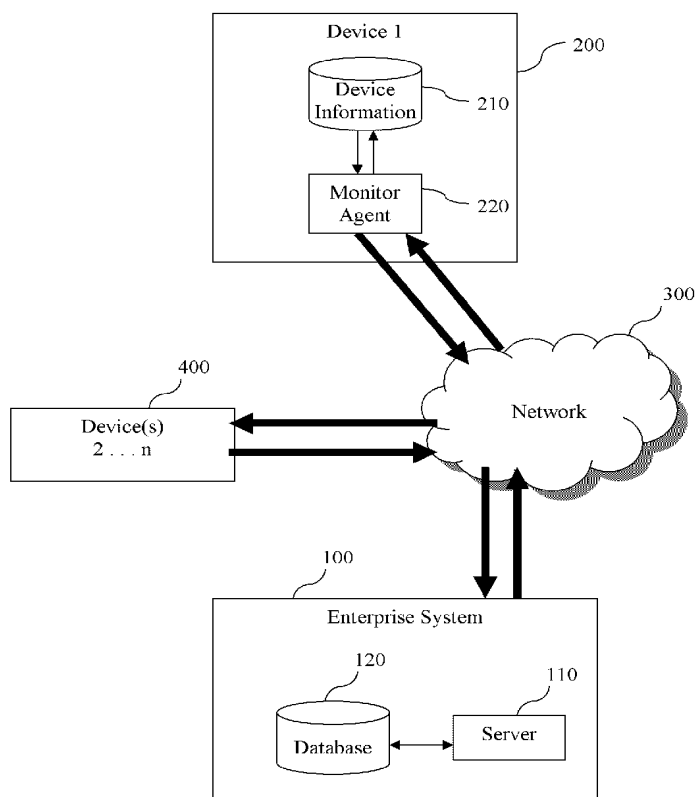 Device 1
200
Device
Information
210
Monitor
Agent
220
300
Network
400
Device(s)
2 . . . n
100
Enterprise System
120
Database
110
Server